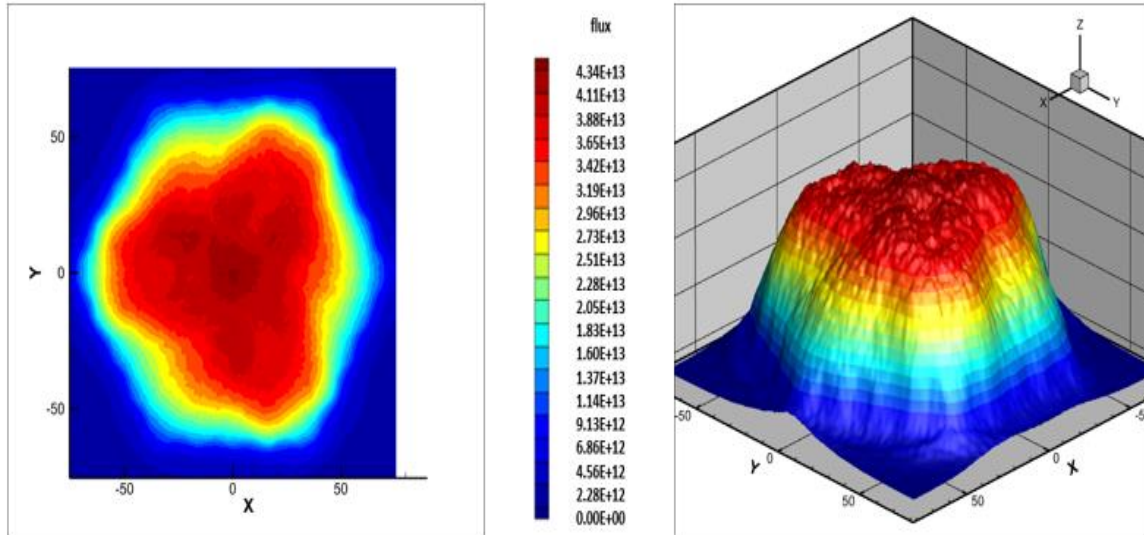 50
0
-50
Y
-50
0
50
X
flux
4.34E+13
4.11E+13
3.88E+13
3.65E+13
3.42E+13
3.19E+13
2.96E+13
2.73E+13
2.51E+13
2.28E+13
2.05E+13
1.83E+13
1.60E+13
1.37E+13
1.14E+13
9.13E+12
6.86E+12
4.56E+12
2.28E+12
0.00E+00
Z
X
Y
-50
0
50
Y
50
0
X